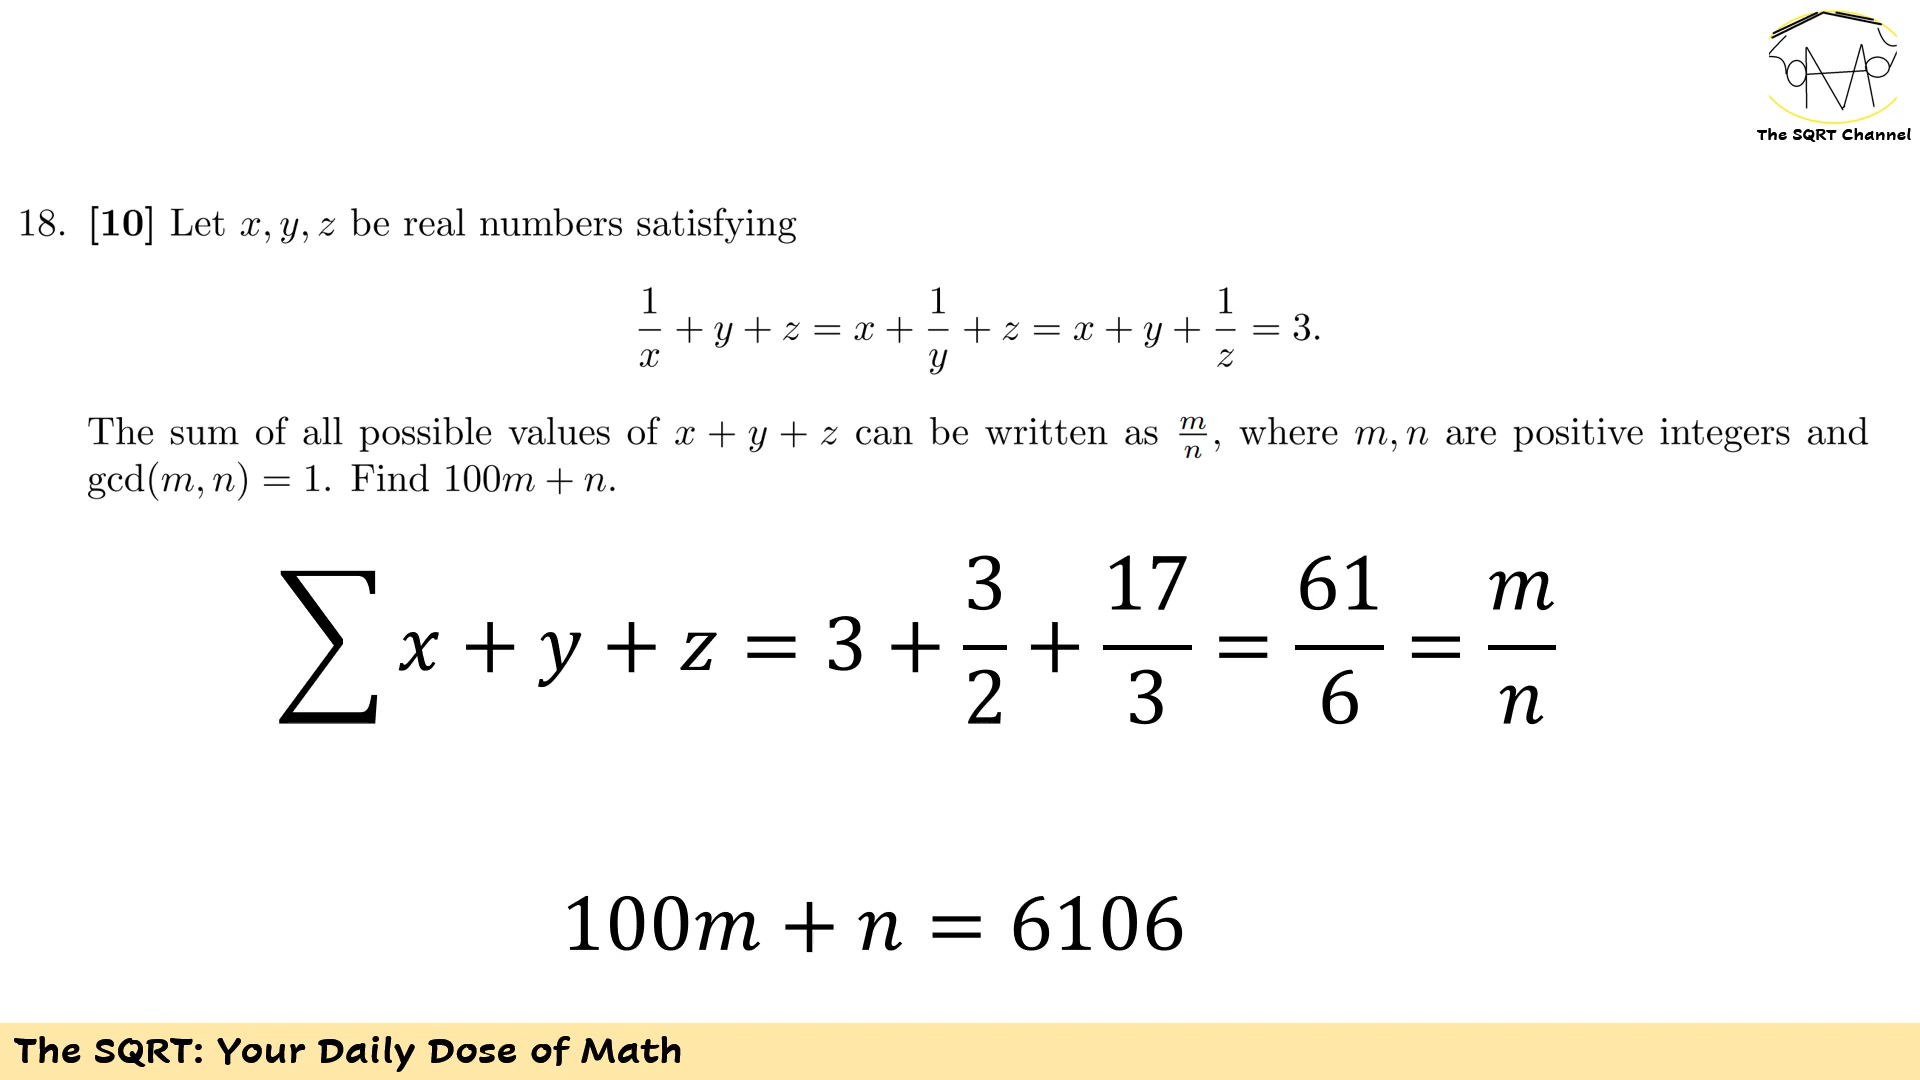 The SQRT Channel
18. [10] Let x, y, z be real numbers satisfying
1/x + y + z = x + 1/y + z = x + y + 1/z = 3.
The sum of all possible values of x + y + z can be written as m/n, where m, n are positive integers and
gcd(m, n) = 1. Find 100m + n.
∑ x + y + z = 3 + 3/2 + 17/3 = 61/6 = m/n
100m + n = 6106
The SQRT: Your Daily Dose of Math